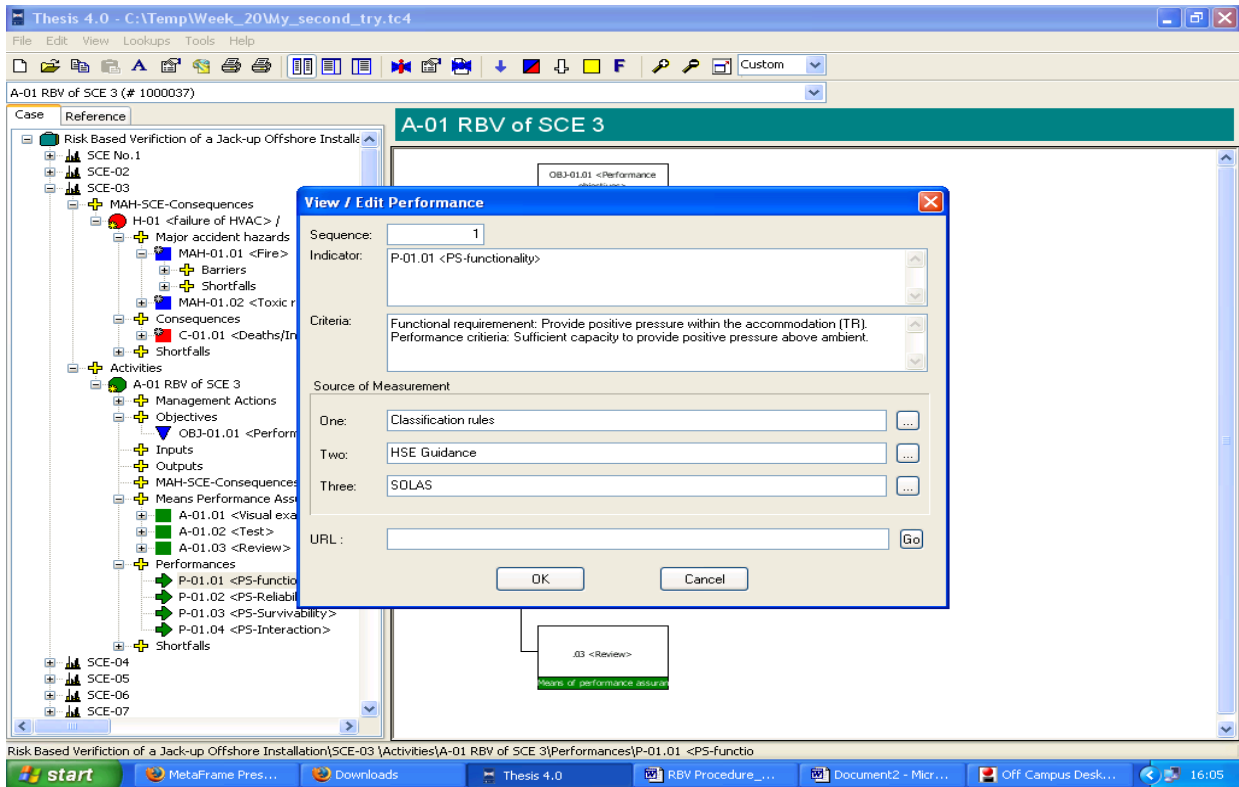 Thesis 4.0 - C:\Temp\Week_20\My_second_try.tc4
File Edit View Lookups Tools Help
Custom
A-01 RBV of SCE 3 (# 1000037)
Case Reference
Risk Based Verifiction of a Jack-up Offshore Installa
SCE No.1
SCE-02
SCE-03
MAH-SCE-Consequences
H-01 <failure of HVAC> /
Major accident hazards
MAH-01.01 <Fire>
Barriers
Shortfalls
MAH-01.02 <Toxic r
Consequences
C-01.01 <Deaths/In
Shortfalls
Activities
A-01 RBV of SCE 3
Management Actions
Objectives
OBJ-01.01 <Perform
Inputs
Outputs
MAH-SCE-Consequences
Means Performance Ass
A-01.01 <Visual exa
A-01.02 <Test>
A-01.03 <Review>
Performances
P-01.01 <PS-functio
P-01.02 <PS-Reliabil
P-01.03 <PS-Survivability>
P-01.04 <PS-Interaction>
Shortfalls
SCE-04
SCE-05
SCE-06
SCE-07
A-01 RBV of SCE 3
OBJ-01.01 <Performance
View / Edit Performance
Sequence: 1
Indicator: P-01.01 <PS-functionality>
Criteria: Functional requiremenent: Provide positive pressure within the accommodation (TR).
Performance critieria: Sufficient capacity to provide positive pressure above ambient.
Source of Measurement
One: Classification rules ...
Two: HSE Guidance ...
Three: SOLAS ...
URL : Go
OK Cancel
.03 <Review>
Means of performance assuran
Risk Based Verifiction of a Jack-up Offshore Installation\SCE-03 \Activities\A-01 RBV of SCE 3\Performances\P-01.01 <PS-functio
start MetaFrame Pres... Downloads Thesis 4.0 RBV Procedure_... Document2 - Micr... Off Campus Desk... 16:05